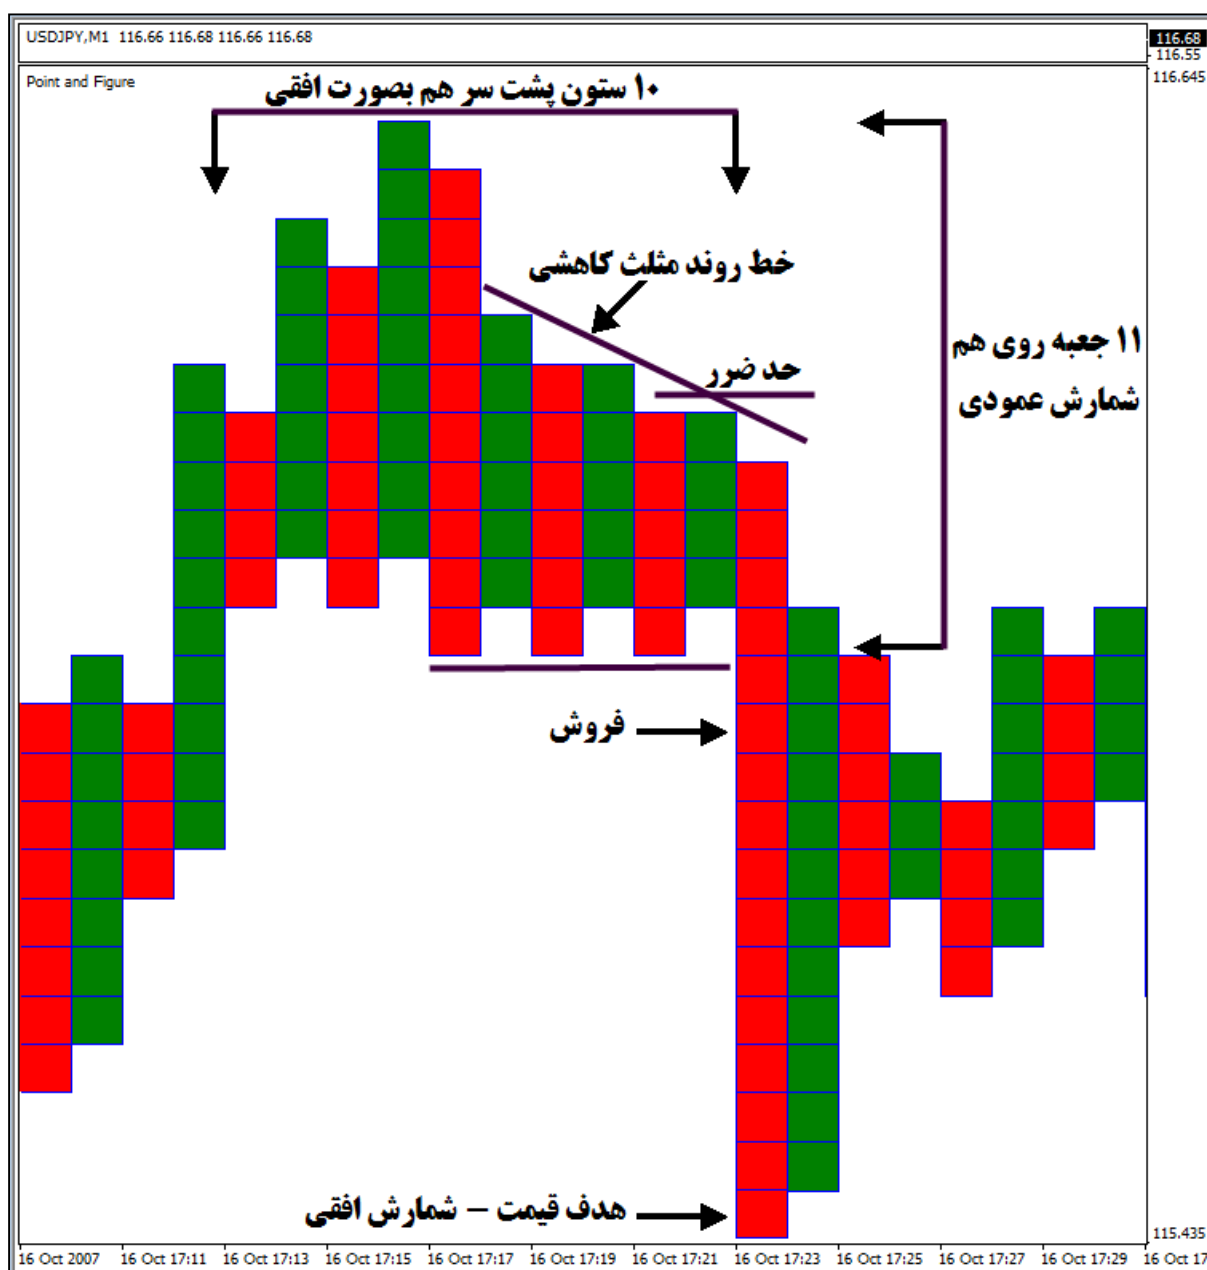 USDJPY,M1 116.66 116.68 116.66 116.68
116.68
116.55
Point and Figure
116.645
۱۰ ستون پشت سر هم بصورت افقی
خط روند مثلث کاهشی
۱۱ جعبه روی هم
شمارش عمودی
حد ضرر
فروش
هدف قیمت – شمارش افقی
115.435
16 Oct 2007 16 Oct 17:11 16 Oct 17:13 16 Oct 17:15 16 Oct 17:17 16 Oct 17:19 16 Oct 17:21 16 Oct 17:23 16 Oct 17:25 16 Oct 17:27 16 Oct 17:29 16 Oct 17